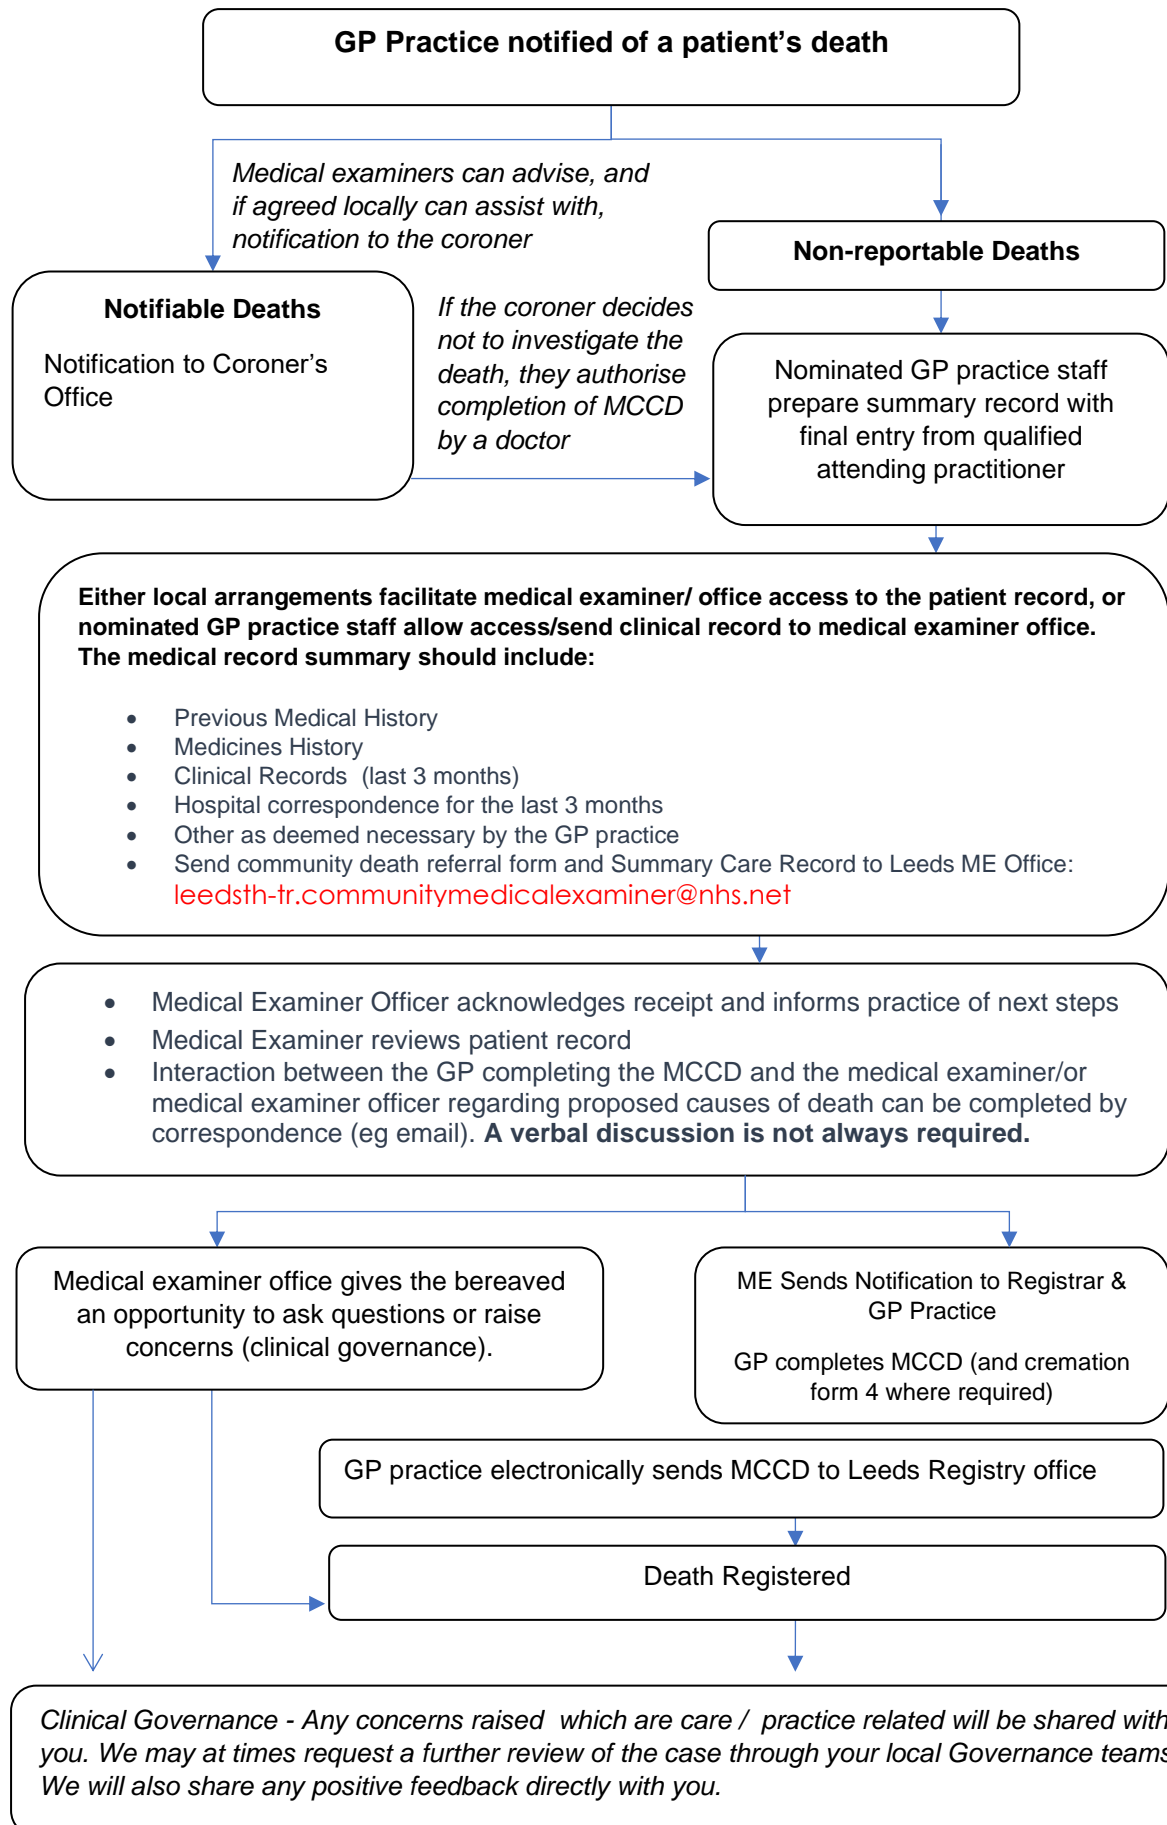 GP Practice notified of a patient’s death
Medical examiners can advise, and
if agreed locally can assist with,
notification to the coroner
Non-reportable Deaths
Notifiable Deaths
Notification to Coroner’s
Office
If the coroner decides
not to investigate the
death, they authorise
completion of MCCD
by a doctor
Nominated GP practice staff
prepare summary record with
final entry from qualified
attending practitioner
Either local arrangements facilitate medical examiner/ office access to the patient record, or
nominated GP practice staff allow access/send clinical record to medical examiner office.
The medical record summary should include:
• Previous Medical History
• Medicines History
• Clinical Records  (last 3 months)
• Hospital correspondence for the last 3 months
• Other as deemed necessary by the GP practice
• Send community death referral form and Summary Care Record to Leeds ME Office:
leedsth-tr.communitymedicalexaminer@nhs.net
• Medical Examiner Officer acknowledges receipt and informs practice of next steps
• Medical Examiner reviews patient record
• Interaction between the GP completing the MCCD and the medical examiner/or
medical examiner officer regarding proposed causes of death can be completed by
correspondence (eg email). A verbal discussion is not always required.
Medical examiner office gives the bereaved
an opportunity to ask questions or raise
concerns (clinical governance).
ME Sends Notification to Registrar &
GP Practice
GP completes MCCD (and cremation
form 4 where required)
GP practice electronically sends MCCD to Leeds Registry office
Death Registered
Clinical Governance - Any concerns raised  which are care /  practice related will be shared with
you. We may at times request a further review of the case through your local Governance teams
We will also share any positive feedback directly with you.